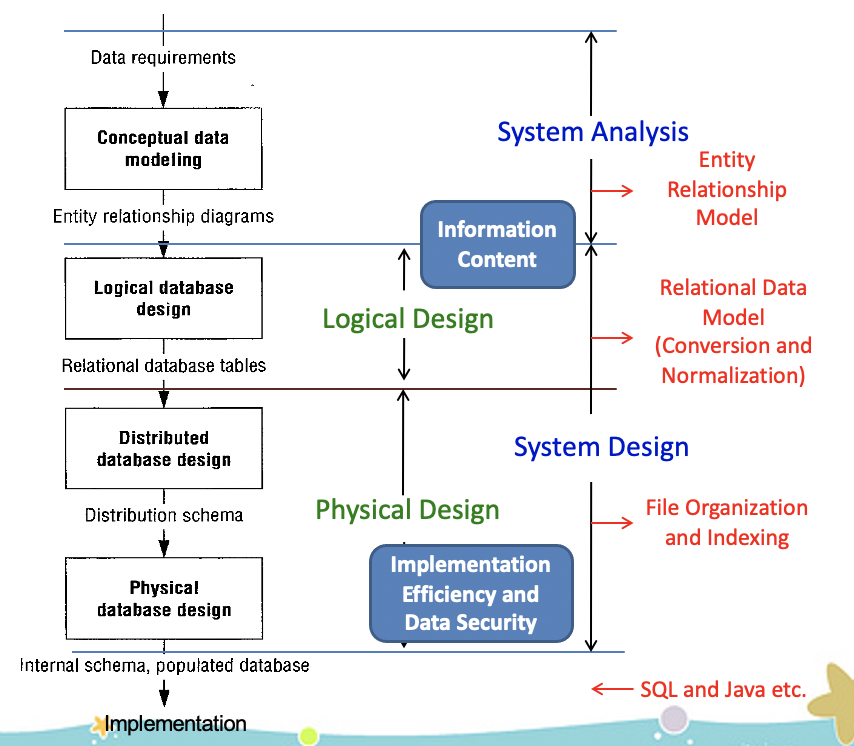 Data requirements
Conceptual data
modeling
Entity relationship diagrams
Logical database
design
Relational database tables
Distributed
database design
Distribution schema
Physical
database design
Internal schema, populated database
Implementation
Information
Content
Logical Design
Physical Design
Implementation
Efficiency and
Data Security
System Analysis
System Design
Entity
Relationship
Model
Relational Data
Model
(Conversion and
Normalization)
File Organization
and Indexing
SQL and Java etc.